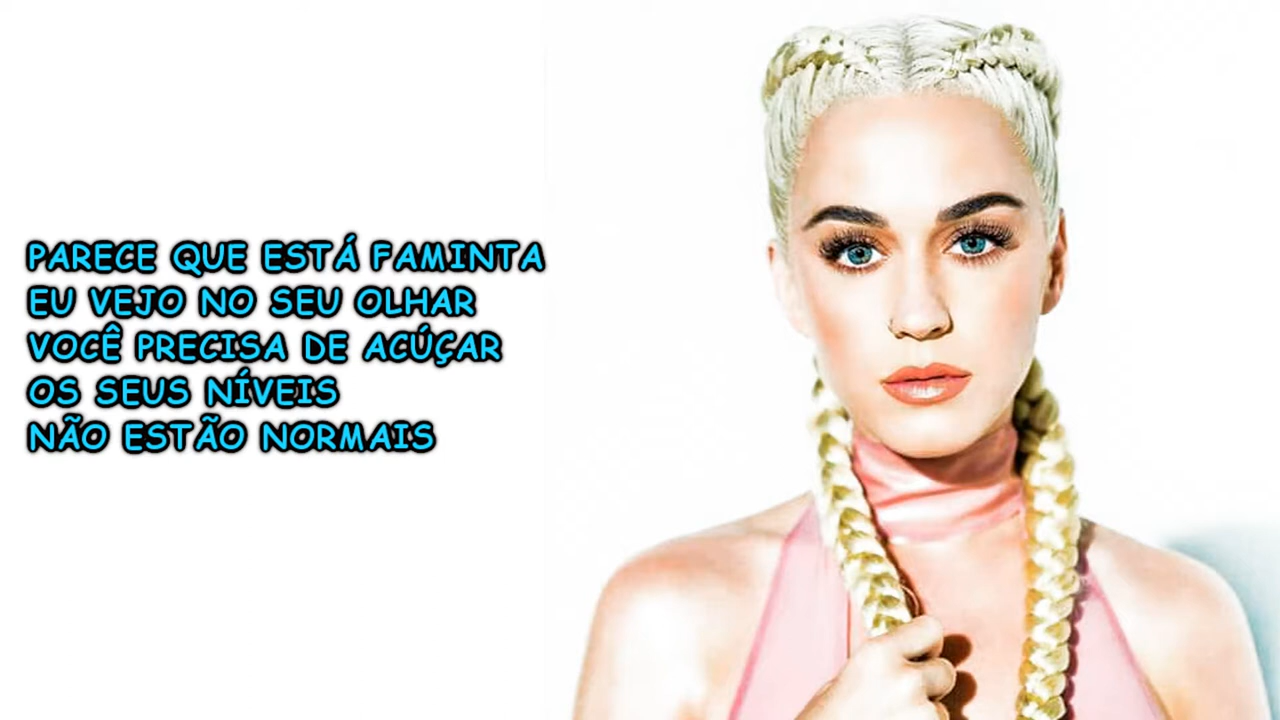 PARECE QUE ESTÁ FAMINTA
EU VEJO NO SEU OLHAR
VOCÊ PRECISA DE ACÚÇAR
OS SEUS NÍVEIS
NÃO ESTÃO NORMAIS